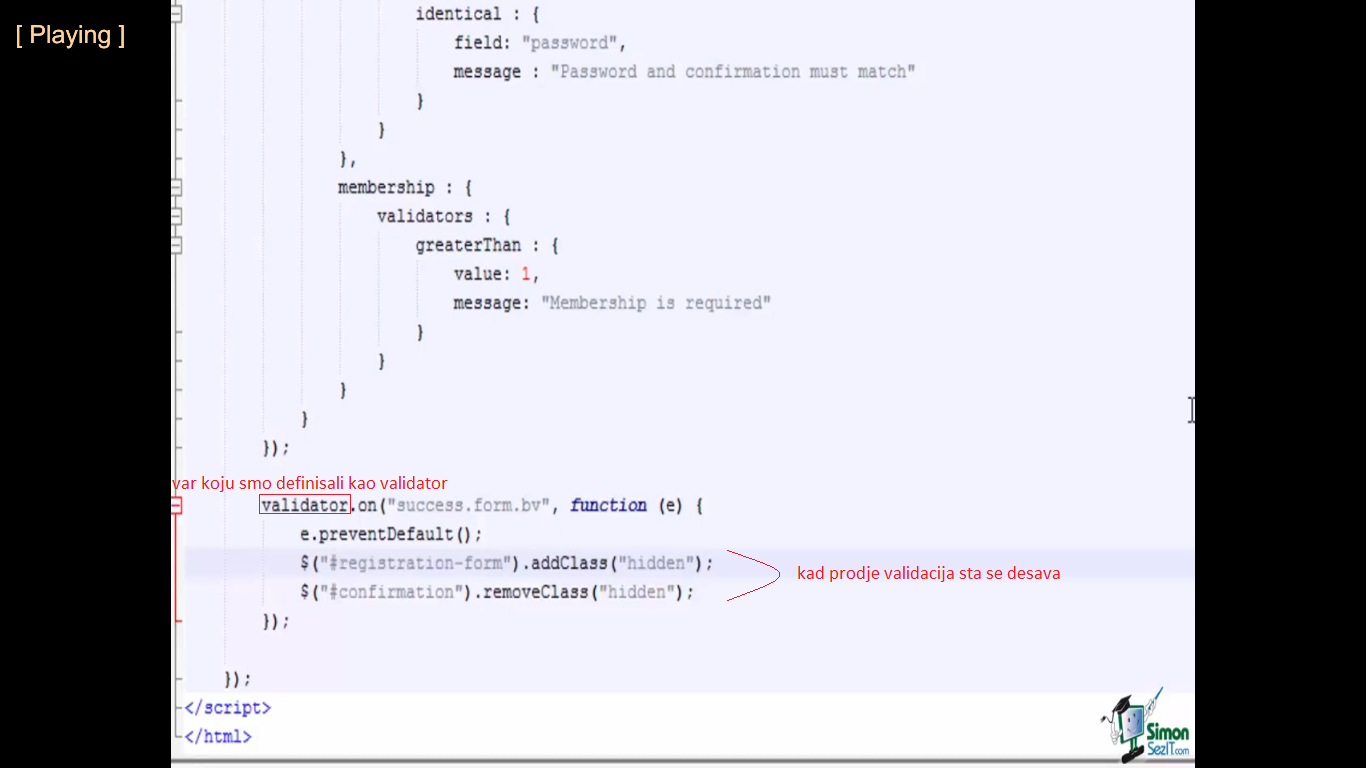 [ Playing ]
identical : {
field: "password",
message : "Password and confirmation must match"
}
}
},
membership : {
validators : {
greaterThan : {
value: 1,
message: "Membership is required"
}
}
}
}
});
var koju smo definisali kao validator
validator.on("success.form.bv", function (e) {
e.preventDefault();
$("#registration-form").addClass("hidden");
kad prodje validacija sta se desava
$("#confirmation").removeClass("hidden");
});
});
</script>
</html>
Simon
SezIT.com